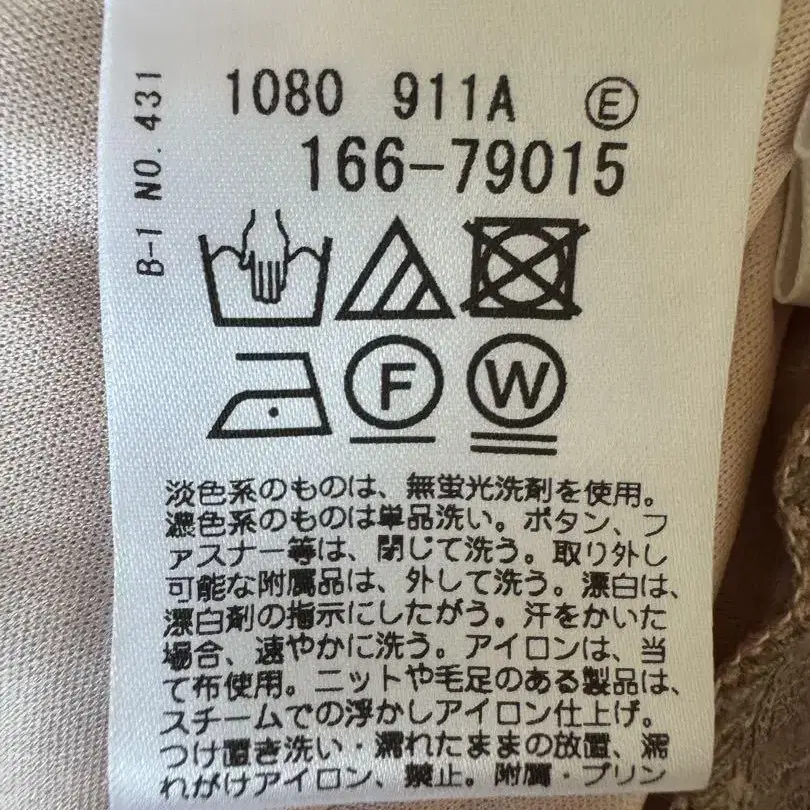 B-1 NO. 431
1080 911A Ⓔ
166-79015
F W
淡色系のものは、無蛍光洗剤を使用。
濃色系のものは単品洗い。ボタン、フ
ァスナー等は、閉じて洗う。取り外し
可能な附属品は、外して洗う。漂白は、
漂白剤の指示にしたがう。汗をかいた
場合、速やかに洗う。アイロンは、当
て布使用。ニットや毛足のある製品は、
スチームでの浮かしアイロン仕上げ。
つけ置き洗い・濡れたままの放置、濡
れがけアイロン、禁止。附属・プリン